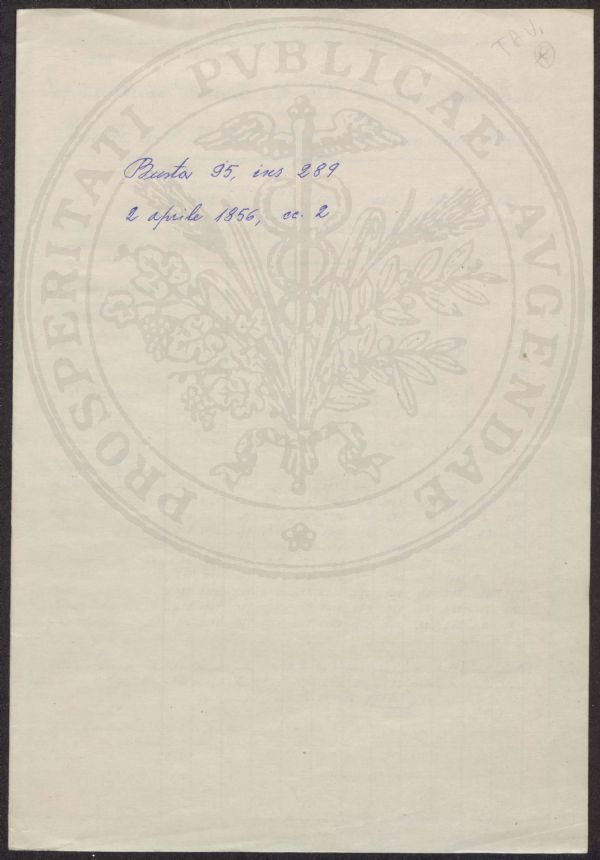 TAV.
PROSPERITATI PVBLICAE AVGENDAE
Busta 95, ins 289
2 aprile 1856, cc. 2